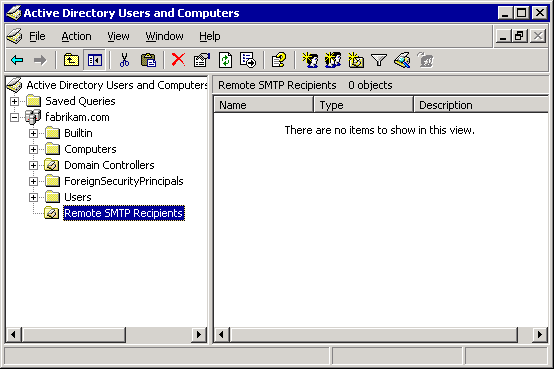 Active Directory Users and Computers
File Action View Window Help
Active Directory Users and Computers
Saved Queries
fabrikam.com
Builtin
Computers
Domain Controllers
ForeignSecurityPrincipals
Users
Remote SMTP Recipients
Remote SMTP Recipients 0 objects
Name Type Description
There are no items to show in this view.